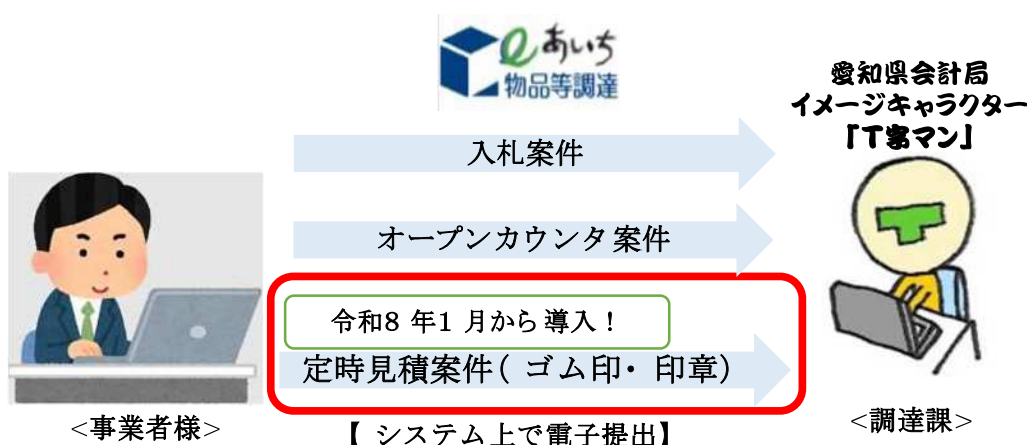 eあいち
物品等調達
愛知県会計局
イメージキャラクター
『T寧マン』
入札案件
オープンカウンタ案件
令和8 年1 月から導入！
定時見積案件( ゴム印・ 印章)
<事業者様>
【 システム上で電子提出】
<調達課>